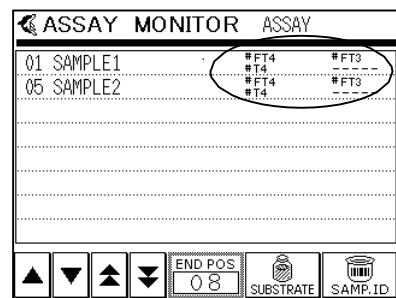 ASSAY MONITOR ASSAY
01 SAMPLE1 #FT4 #FT3
#T4 -----
05 SAMPLE2 #FT4 #FT3
#T4 -----
END POS
08
SUBSTRATE
SAMP.ID